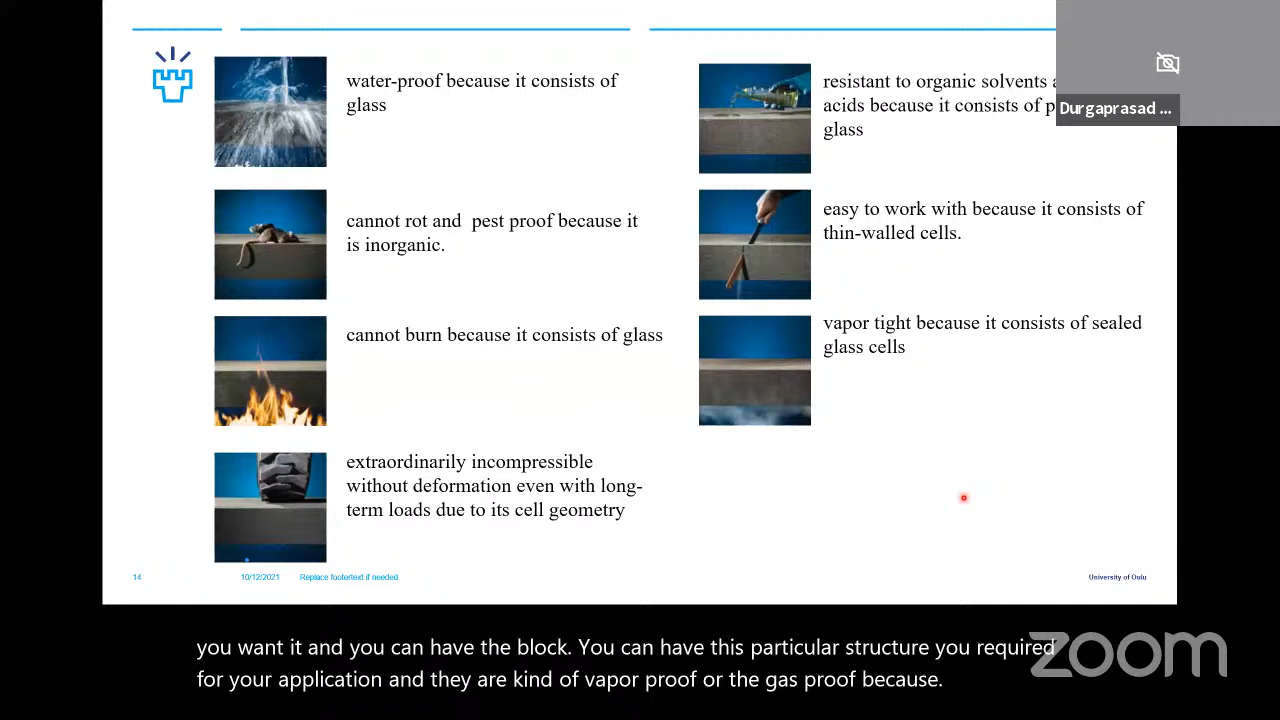 water-proof because it consists of
glass
cannot rot and  pest proof because it
is inorganic.
cannot burn because it consists of glass
extraordinarily incompressible
without deformation even with long-
term loads due to its cell geometry
resistant to organic solvents
acids because it consists of
glass
easy to work with because it consists of
thin-walled cells.
vapor tight because it consists of sealed
glass cells
Durgaprasad ...
14
10/12/2021
Replace footertext if needed
University of Oulu
you want it and you can have the block. You can have this particular structure you required
for your application and they are kind of vapor proof or the gas proof because.
zoom